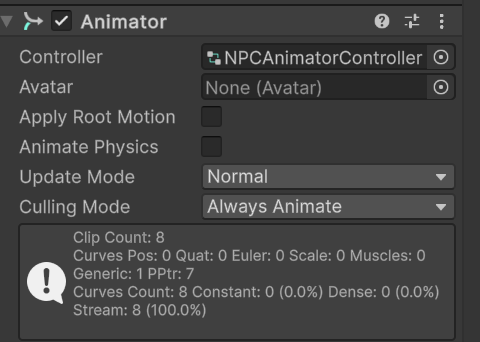 Animator
Controller NPCAnimatorController
Avatar None (Avatar)
Apply Root Motion
Animate Physics
Update Mode Normal
Culling Mode Always Animate
Clip Count: 8
Curves Pos: 0 Quat: 0 Euler: 0 Scale: 0 Muscles: 0
Generic: 1 PPtr: 7
Curves Count: 8 Constant: 0 (0.0%) Dense: 0 (0.0%)
Stream: 8 (100.0%)